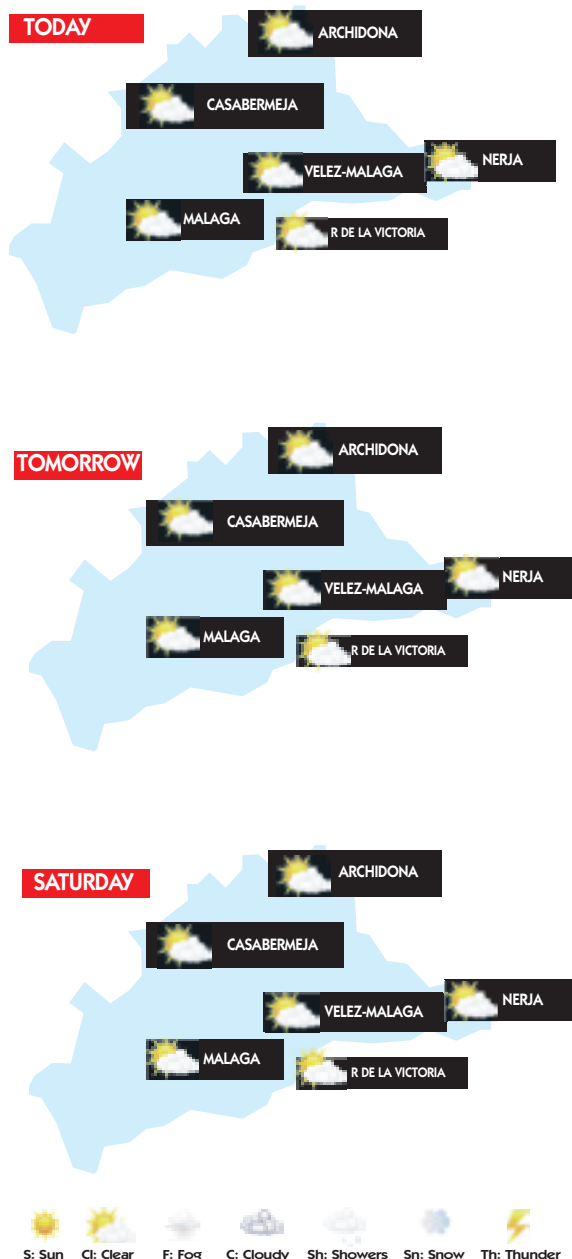 TODAY
ARCHIDONA
CASABERMEJA
VELEZ-MALAGA
NERJA
MALAGA
R DE LA VICTORIA
TOMORROW
ARCHIDONA
CASABERMEJA
VELEZ-MALAGA
NERJA
MALAGA
R DE LA VICTORIA
SATURDAY
ARCHIDONA
CASABERMEJA
VELEZ-MALAGA
NERJA
MALAGA
R DE LA VICTORIA
S: Sun Cl: Clear F: Fog C: Cloudy Sh: Showers Sn: Snow Th: Thunder